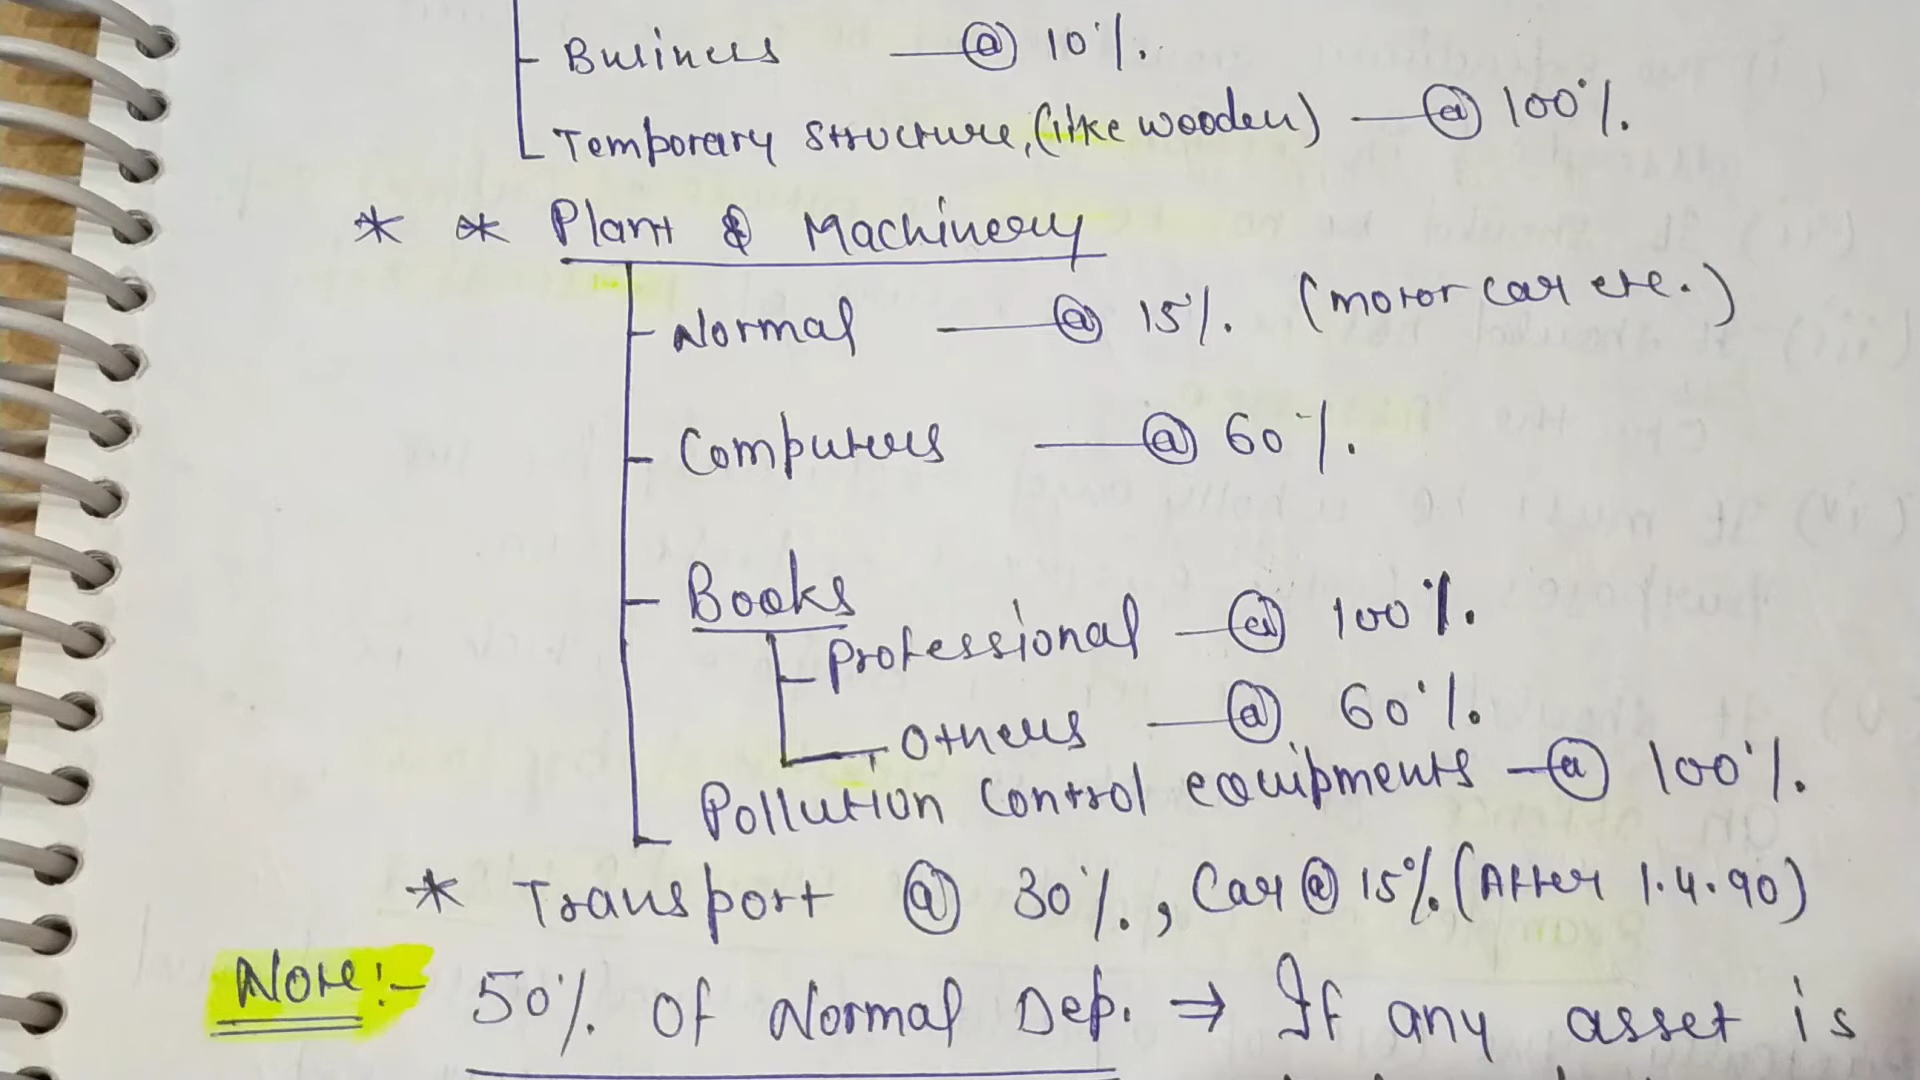 Business — @ 10%.
Temporary structure, (like wooden) — @ 100%.
* * Plant & Machinery
Normal — @ 15%. (motor car etc.)
Computers — @ 60%.
Books
Professional — @ 100%.
Others — @ 60%.
Pollution control equipments — @ 100%.
* Transport @ 30%., Car @ 15% (After 1.4.90)
Note:- 50%. of Normal Dep. ⇒ If any asset is